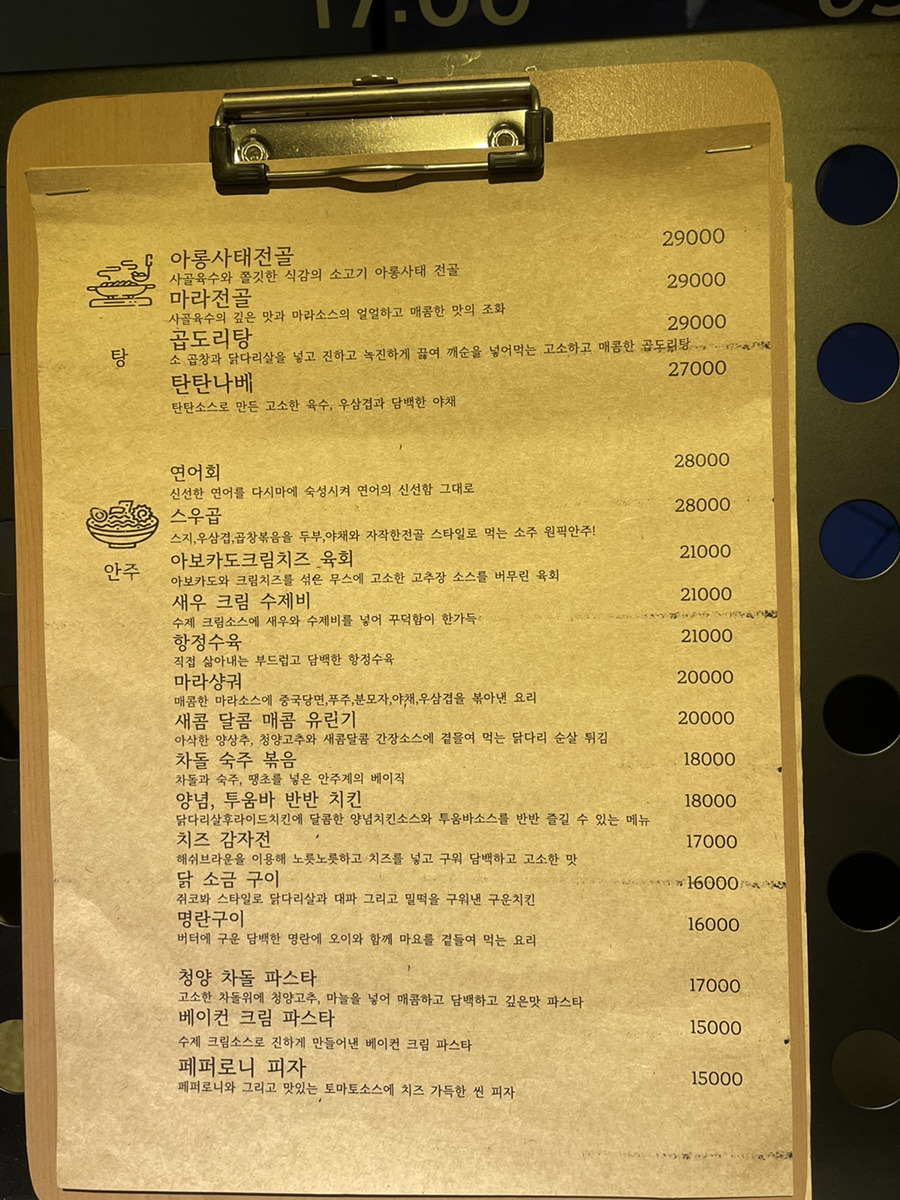 17:00
아롱사태전골 29000
사골육수와 쫄깃한 식감의 소고기 아롱사태 전골
마라전골 29000
사골육수의 깊은 맛과 마라소스의 얼얼하고 매콤한 맛의 조화
곱도리탕 29000
소 곱창과 닭다리살을 넣고 진하고 녹진하게 끓여 깨순을 넣어먹는 고소하고 매콤한 곱도리탕
탕
탄탄나베 27000
탄탄소스로 만든 고소한 육수, 우삼겹과 담백한 야채
연어회 28000
신선한 연어를 다시마에 숙성시켜 연어의 신선함 그대로
스우곱 28000
스지,우삼겹,곱창볶음을 두부,야채와 자작한전골 스타일로 먹는 소주 원픽안주!
안주
아보카도크림치즈 육회 21000
아보카도와 크림치즈를 섞은 무스에 고소한 고추장 소스를 버무린 육회
새우 크림 수제비 21000
수제 크림소스에 새우와 수제비를 넣어 꾸덕함이 한가득
항정수육 21000
직접 삶아내는 부드럽고 담백한 항정수육
마라샹궈 20000
매콤한 마라소스에 중국당면,푸주,분모자,야채,우삼겹을 볶아낸 요리
새콤 달콤 매콤 유린기 20000
아삭한 양상추, 청양고추와 새콤달콤 간장소스에 곁들여 먹는 닭다리 순살 튀김
차돌 숙주 볶음 18000
차돌과 숙주, 땡초를 넣은 안주계의 베이직
양념, 투움바 반반 치킨 18000
닭다리살후라이드치킨에 달콤한 양념치킨소스와 투움바소스를 반반 즐길 수 있는 메뉴
치즈 감자전 17000
해쉬브라운을 이용해 노릇노릇하고 치즈를 넣고 구워 담백하고 고소한 맛
닭 소금 구이 16000
쥐코봐 스타일로 닭다리살과 대파 그리고 밀떡을 구워낸 구운치킨
명란구이 16000
버터에 구운 담백한 명란에 오이와 함께 마요를 곁들여 먹는 요리
청양 차돌 파스타 17000
고소한 차돌위에 청양고추, 마늘을 넣어 매콤하고 담백하고 깊은맛 파스타
베이컨 크림 파스타 15000
수제 크림소스로 진하게 만들어낸 베이컨 크림 파스타
페퍼로니 피자 15000
페퍼로니와 그리고 맛있는 토마토소스에 치즈 가득한 씬 피자